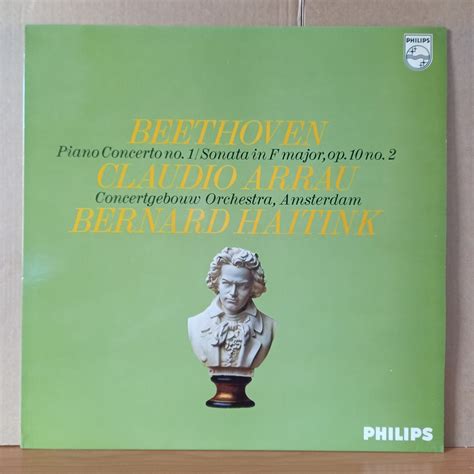 PHILIPS
BEETHOVEN
Piano Concerto no. 1/Sonata in F major, op. 10 no. 2
CLAUDIO ARRAU
Concertgebouw Orchestra, Amsterdam
BERNARD HAITINK
PHILIPS